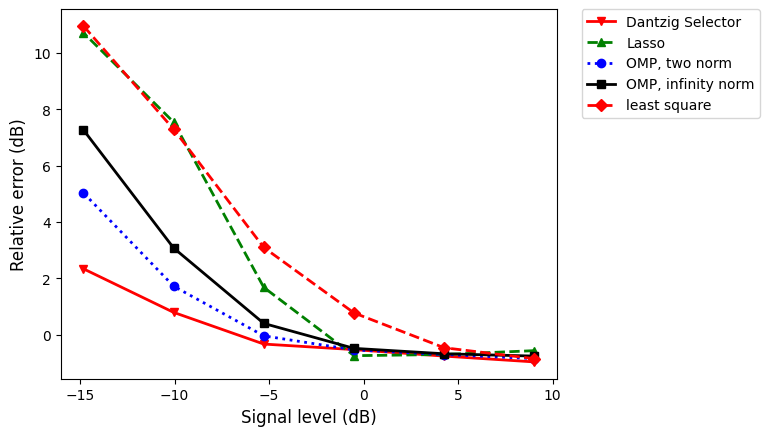 Dantzig Selector
Lasso
OMP, two norm
OMP, infinity norm
least square
Relative error (dB)
10
8
6
4
2
0
−15
−10
−5
0
5
10
Signal level (dB)